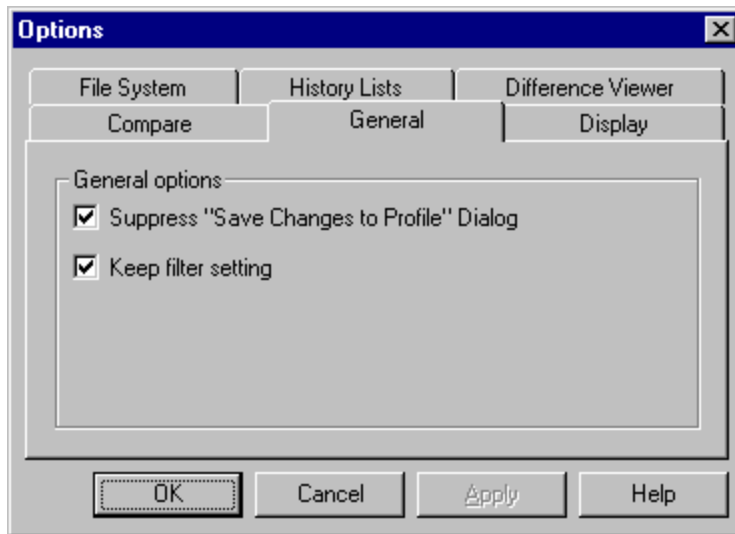 Options
File System History Lists Difference Viewer
Compare General Display
General options
Suppress "Save Changes to Profile" Dialog
Keep filter setting
OK Cancel Apply Help